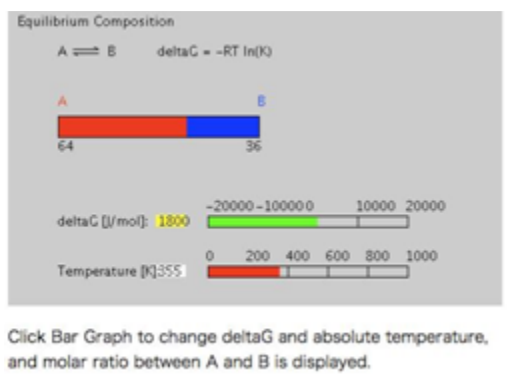 Equilibrium Composition
A ⇌ B deltaG = -RT ln(K)
A B
64 36
-20000 -10000 0 10000 20000
deltaG [J/mol]: 1800
0 200 400 600 800 1000
Temperature [K] 355
Click Bar Graph to change deltaG and absolute temperature,
and molar ratio between A and B is displayed.